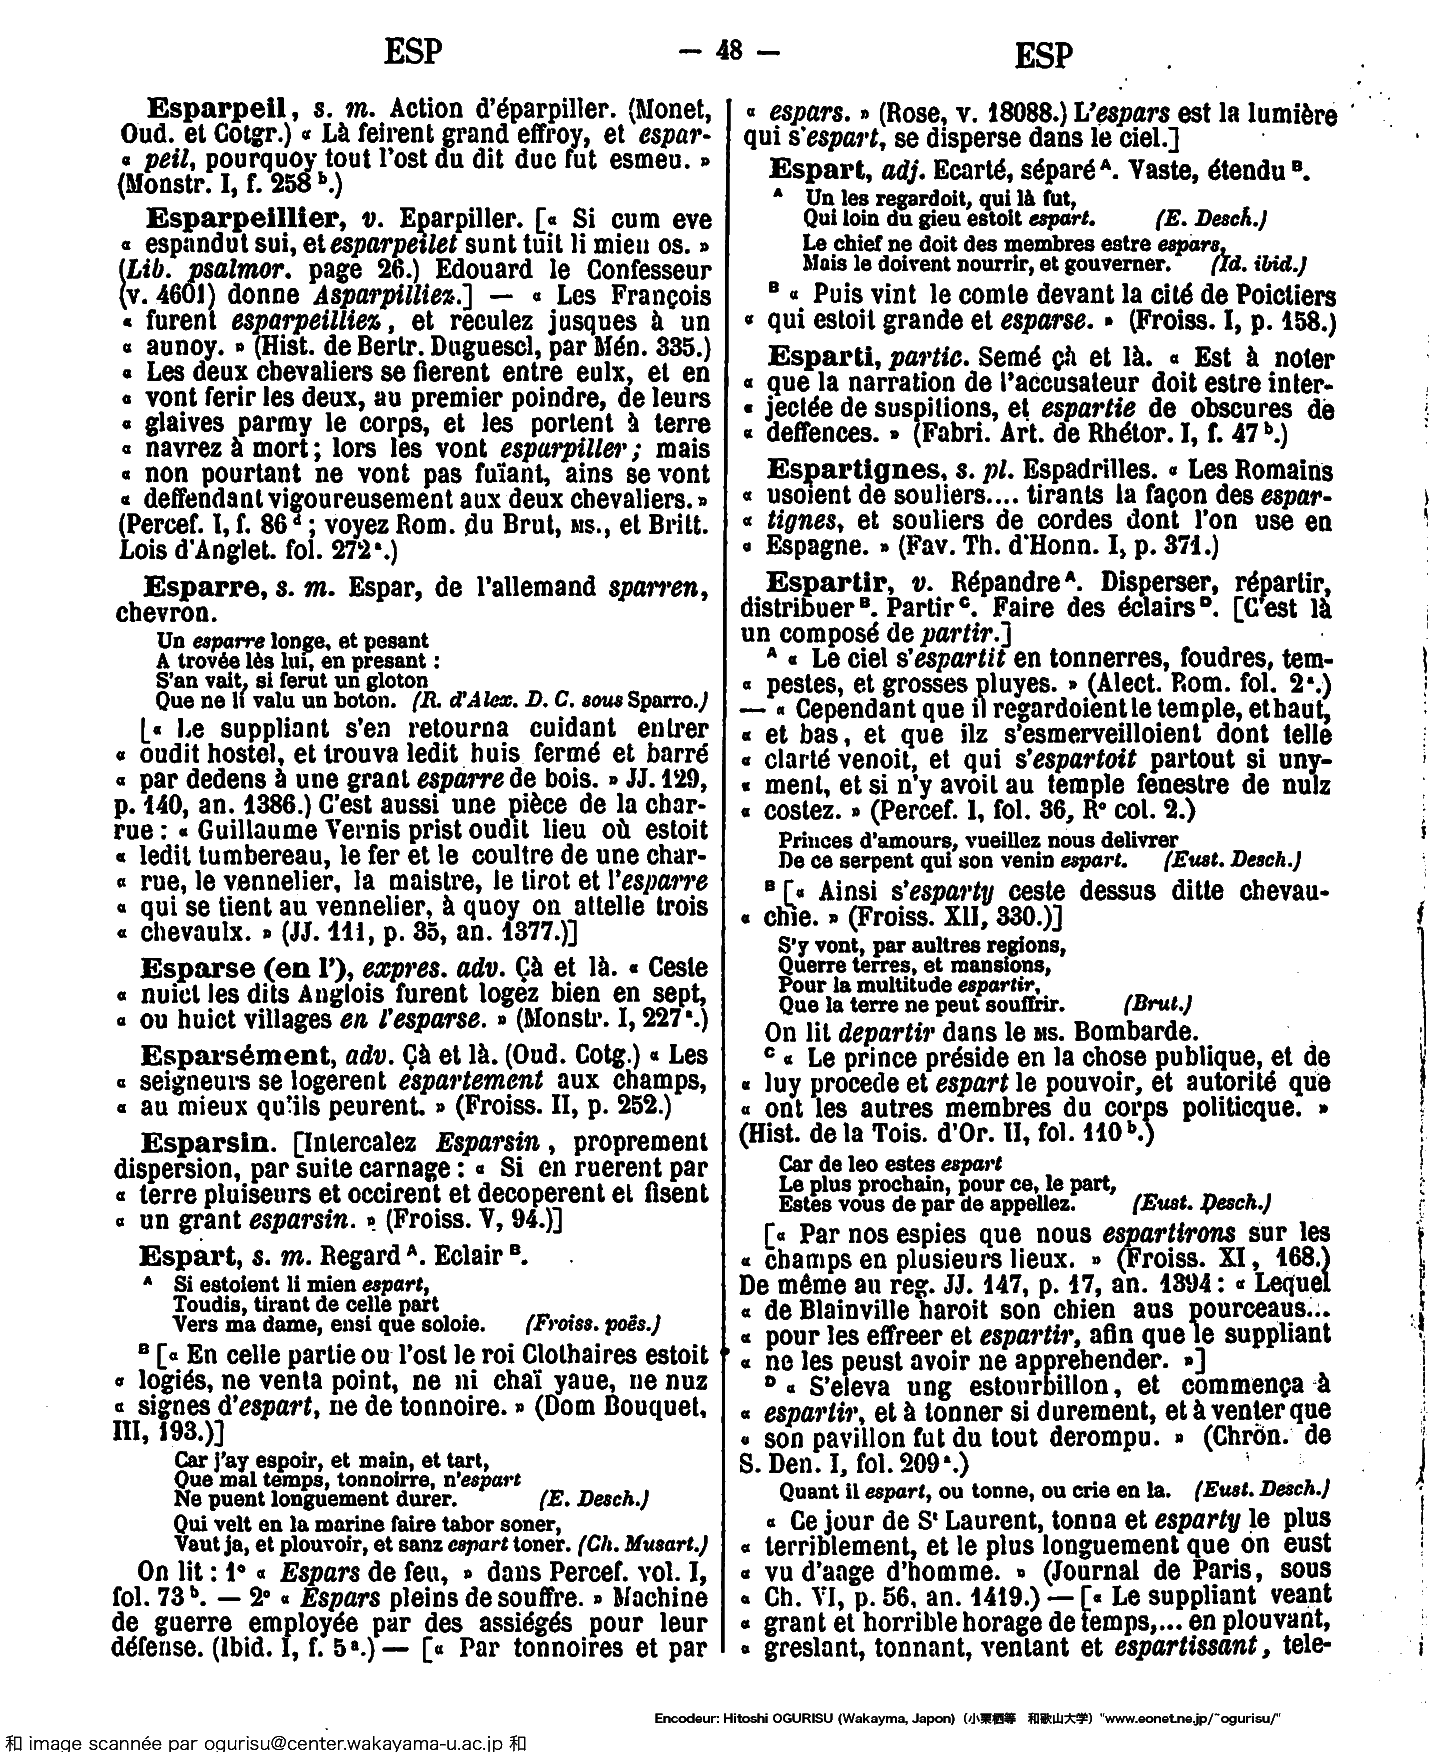 ESP — 48 — ESP
Esparpeil, s. m. Action d'éparpiller. (Monet,
Oud. et Cotgr.) « Là feirent grand effroy, et espar-
« peil, pourquoy tout l'ost du dit duc fut esmeu. »
(Monstr. I, f. 258 b.)
Esparpeillier, v. Eparpiller. [« Si cum eve
« espandut sui, et esparpeilet sunt tuit li mieu os. »
(Lib. psalmor. page 26.) Edouard le Confesseur
(v. 4601) donne Asparpilliez.] — « Les François
« furent esparpeilliez, et reculez jusques à un
« aunoy. » (Hist. de Bertr. Duguescl, par Mén. 335.)
« Les deux chevaliers se fierent entre eulx, et en
« vont ferir les deux, au premier poindre, de leurs
« glaives parmy le corps, et les portent à terre
« navrez à mort ; lors les vont esparpiller ; mais
« non pourtant ne vont pas fuïant, ains se vont
« deffendant vigoureusement aux deux chevaliers. »
(Percef. I, f. 86 d ; voyez Rom. du Brut, MS., et Britt.
Lois d'Anglet. fol. 272 a.)
Esparre, s. m. Espar, de l'allemand sparren,
chevron.
Un esparre longe, et pesant
A trovée lès lui, en presant :
S'an vait, si ferut un gloton
Que ne li valu un boton. (R. d'Alex. D. C. sous Sparro.)
[« Le suppliant s'en retourna cuidant entrer
« oudit hostel, et trouva ledit huis fermé et barré
« par dedens à une grant esparre de bois. » JJ. 129,
p. 140, an. 1386.) C'est aussi une pièce de la char-
rue : « Guillaume Vernis prist oudit lieu où estoit
« ledit tumbereau, le fer et le coultre de une char-
« rue, le vennelier, la maistre, le tirot et l'esparre
« qui se tient au vennelier, à quoy on attelle trois
« chevaulx. » (JJ. 111, p. 35, an. 1377.)]
Esparse (en l'), expres. adv. Çà et là. « Ceste
« nuict les dits Anglois furent logez bien en sept,
« ou huict villages en l'esparse. » (Monstr. I, 227 a.)
Esparsément, adv. Çà et là. (Oud. Cotg.) « Les
« seigneurs se logerent espartement aux champs,
« au mieux qu'ils peurent. » (Froiss. II, p. 252.)
Esparsin. [Intercalez Esparsin, proprement
dispersion, par suite carnage : « Si en ruerent par
« terre pluiseurs et occirent et decoperent et fisent
« un grant esparsin. » (Froiss. V, 94.)]
Espart, s. m. Regard A. Eclair B.
A Si estoient li mien espart,
Toudis, tirant de celle part
Vers ma dame, ensi que soloie. (Froiss. poës.)
B [« En celle partie ou l'ost le roi Clothaires estoit
« logiés, ne venta point, ne ni chaï yaue, ne nuz
« signes d'espart, ne de tonnoire. » (Dom Bouquet,
III, 193.)]
Car j'ay espoir, et main, et tart,
Que mal temps, tonnoirre, n'espart
Ne puent longuement durer. (E. Desch.)
Qui velt en la marine faire tabor soner,
Vaut ja, et plouvoir, et sanz espart toner. (Ch. Musart.)
On lit : 1° « Espars de feu, » dans Percef. vol. I,
fol. 73 b. — 2° « Espars pleins de souffre. » Machine
de guerre employée par des assiégés pour leur
défense. (Ibid. I, f. 5 a.) — [« Par tonnoires et par
« espars. » (Rose, v. 18088.) L'espars est la lumière
qui s'espart, se disperse dans le ciel.]
Espart, adj. Ecarté, séparé A. Vaste, étendu B.
A Un les regardoit, qui là fut,
Qui loin du gieu estoit espart. (E. Desch.)
Le chief ne doit des membres estre espars,
Mais le doivent nourrir, et gouverner. (Id. ibid.)
B « Puis vint le comte devant la cité de Poictiers
« qui estoit grande et esparse. » (Froiss. I, p. 158.)
Esparti, partic. Semé çà et là. « Est à noter
« que la narration de l'accusateur doit estre inter-
« jectée de suspitions, et espartie de obscures de
« deffences. » (Fabri. Art. de Rhétor. I, f. 47 b.)
Espartignes, s. pl. Espadrilles. « Les Romains
« usoient de souliers.... tirants la façon des espar-
« tignes, et souliers de cordes dont l'on use en
« Espagne. » (Fav. Th. d'Honn. I, p. 371.)
Espartir, v. Répandre A. Disperser, répartir,
distribuer B. Partir C. Faire des éclairs D. [C'est là
un composé de partir.]
A « Le ciel s'espartit en tonnerres, foudres, tem-
« pestes, et grosses pluyes. » (Alect. Rom. fol. 2 a.)
— « Cependant que il regardoient le temple, et haut,
« et bas, et que ilz s'esmerveilloient dont telle
« clarté venoit, et qui s'espartoit partout si uny-
« ment, et si n'y avoit au temple fenestre de nulz
« costez. » (Percef. I, fol. 36, R° col. 2.)
Princes d'amours, vueillez nous delivrer
De ce serpent qui son venin espart. (Eust. Desch.)
B [« Ainsi s'esparty ceste dessus ditte chevau-
« chie. » (Froiss. XII, 330.)]
S'y vont, par aultres regions,
Querre terres, et mansions,
Pour la multitude espartir,
Que la terre ne peut souffrir. (Brut.)
On lit departir dans le MS. Bombarde.
C « Le prince préside en la chose publique, et de
« luy procede et espart le pouvoir, et autorité que
« ont les autres membres du corps politicque. »
(Hist. de la Tois. d'Or. II, fol. 110 b.)
Car de leo estes espart
Le plus prochain, pour ce, le part,
Estes vous de par de appellez. (Eust. Desch.)
[« Par nos espies que nous espartirons sur les
« champs en plusieurs lieux. » (Froiss. XI, 168.)
De même au reg. JJ. 147, p. 17, an. 1394 : « Lequel
« de Blainville haroit son chien aus pourceaus...
« pour les effreer et espartir, afin que le suppliant
« ne les peust avoir ne apprehender. »]
D « S'eleva ung estourbillon, et commença à
« espartir, et à tonner si durement, et à venter que
« son pavillon fut du tout derompu. » (Chron. de
S. Den. I, fol. 209 a.)
Quant il espart, ou tonne, ou crie en la. (Eust. Desch.)
« Ce jour de St Laurent, tonna et esparty le plus
« terriblement, et le plus longuement que on eust
« vu d'aage d'homme. » (Journal de Paris, sous
« Ch. VI, p. 56, an. 1419.) — [« Le suppliant veant
« grant et horrible horage de temps,... en plouvant,
« greslant, tonnant, ventant et espartissant, tele-
Encodeur: Hitoshi OGURISU (Wakayma, Japon) (小栗栖等 和歌山大学) "www.eonet.ne.jp/~ogurisu/"
和 image scannée par ogurisu@center.wakayama-u.ac.jp 和